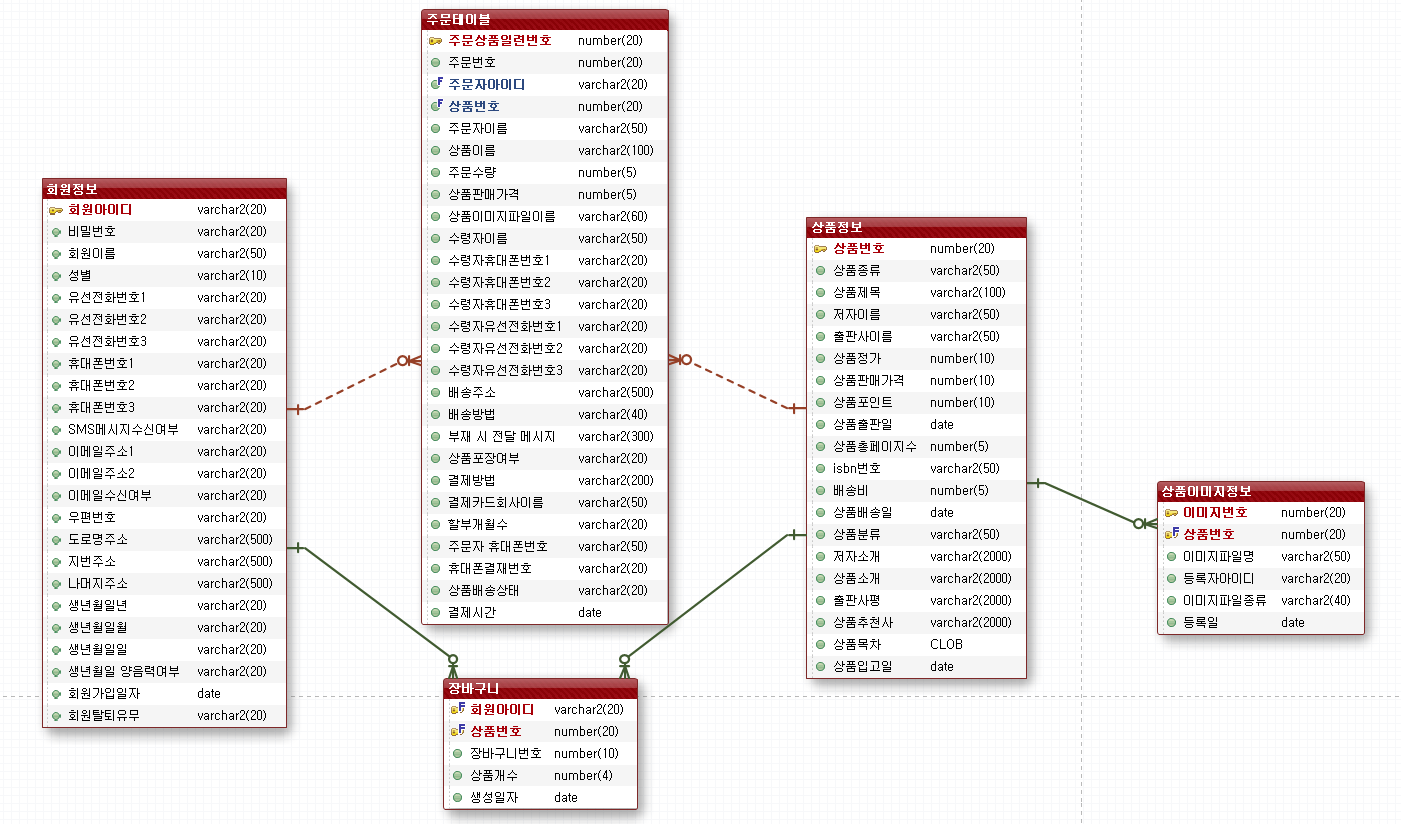 주문테이블
주문상품일련번호 number(20)
주문번호 number(20)
주문자아이디 varchar2(20)
상품번호 number(20)
주문자이름 varchar2(50)
상품이름 varchar2(100)
주문수량 number(5)
상품판매가격 number(5)
상품이미지파일이름 varchar2(60)
수령자이름 varchar2(50)
수령자휴대폰번호1 varchar2(20)
수령자휴대폰번호2 varchar2(20)
수령자휴대폰번호3 varchar2(20)
수령자유선전화번호1 varchar2(20)
수령자유선전화번호2 varchar2(20)
수령자유선전화번호3 varchar2(20)
배송주소 varchar2(500)
배송방법 varchar2(40)
부재 시 전달 메시지 varchar2(300)
상품포장여부 varchar2(20)
결제방법 varchar2(200)
결제카드회사이름 varchar2(50)
할부개월수 varchar2(20)
주문자 휴대폰번호 varchar2(50)
휴대폰결재번호 varchar2(20)
상품배송상태 varchar2(20)
결제시간 date
회원정보
회원아이디 varchar2(20)
비밀번호 varchar2(20)
회원이름 varchar2(50)
성별 varchar2(10)
유선전화번호1 varchar2(20)
유선전화번호2 varchar2(20)
유선전화번호3 varchar2(20)
휴대폰번호1 varchar2(20)
휴대폰번호2 varchar2(20)
휴대폰번호3 varchar2(20)
SMS메시지수신여부 varchar2(20)
이메일주소1 varchar2(20)
이메일주소2 varchar2(20)
이메일수신여부 varchar2(20)
우편번호 varchar2(20)
도로명주소 varchar2(500)
지번주소 varchar2(500)
나머지주소 varchar2(500)
생년월일년 varchar2(20)
생년월일월 varchar2(20)
생년월일일 varchar2(20)
생년월일 양음력여부 varchar2(20)
회원가입일자 date
회원탈퇴유무 varchar2(20)
상품정보
상품번호 number(20)
상품종류 varchar2(50)
상품제목 varchar2(100)
저자이름 varchar2(50)
출판사이름 varchar2(50)
상품정가 number(10)
상품판매가격 number(10)
상품포인트 number(10)
상품출판일 date
상품총페이지수 number(5)
isbn번호 varchar2(50)
배송비 number(5)
상품배송일 date
상품분류 varchar2(50)
저자소개 varchar2(2000)
상품소개 varchar2(2000)
출판사평 varchar2(2000)
상품추천사 varchar2(2000)
상품목차 CLOB
상품입고일 date
상품이미지정보
이미지번호 number(20)
상품번호 number(20)
이미지파일명 varchar2(50)
등록자아이디 varchar2(20)
이미지파일종류 varchar2(40)
등록일 date
장바구니
회원아이디 varchar2(20)
상품번호 number(20)
장바구니번호 number(10)
상품개수 number(4)
생성일자 date